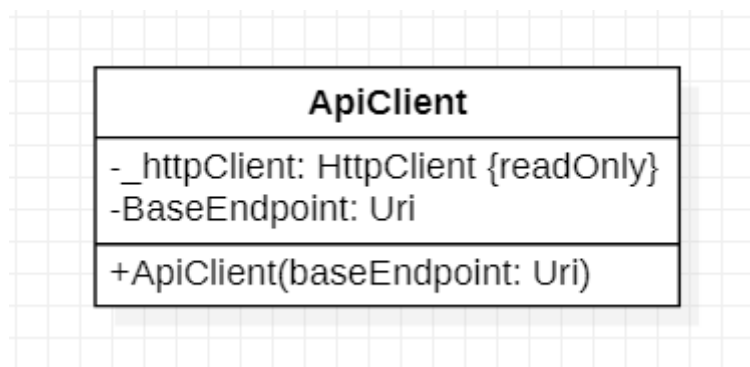 ApiClient
-_httpClient: HttpClient {readOnly}
-BaseEndpoint: Uri
+ApiClient(baseEndpoint: Uri)